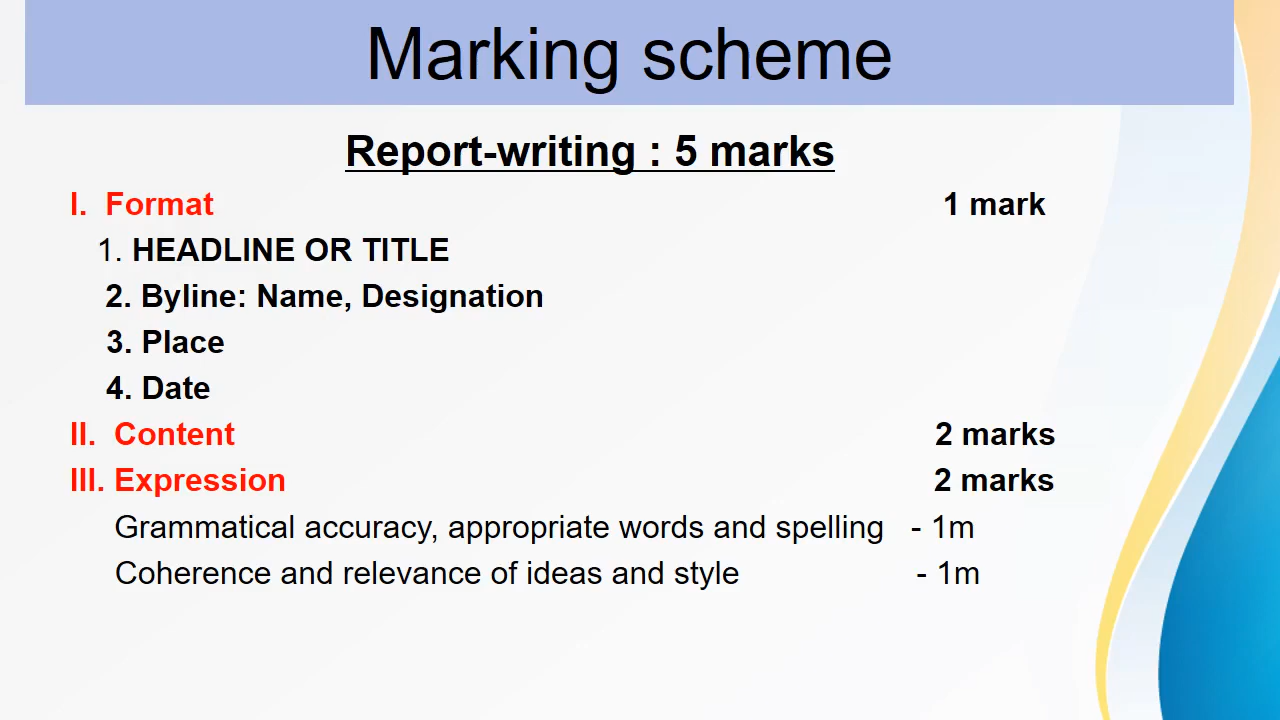 Marking scheme
Report-writing : 5 marks
I. Format 1 mark
1. HEADLINE OR TITLE
2. Byline: Name, Designation
3. Place
4. Date
II. Content 2 marks
III. Expression 2 marks
Grammatical accuracy, appropriate words and spelling - 1m
Coherence and relevance of ideas and style - 1m